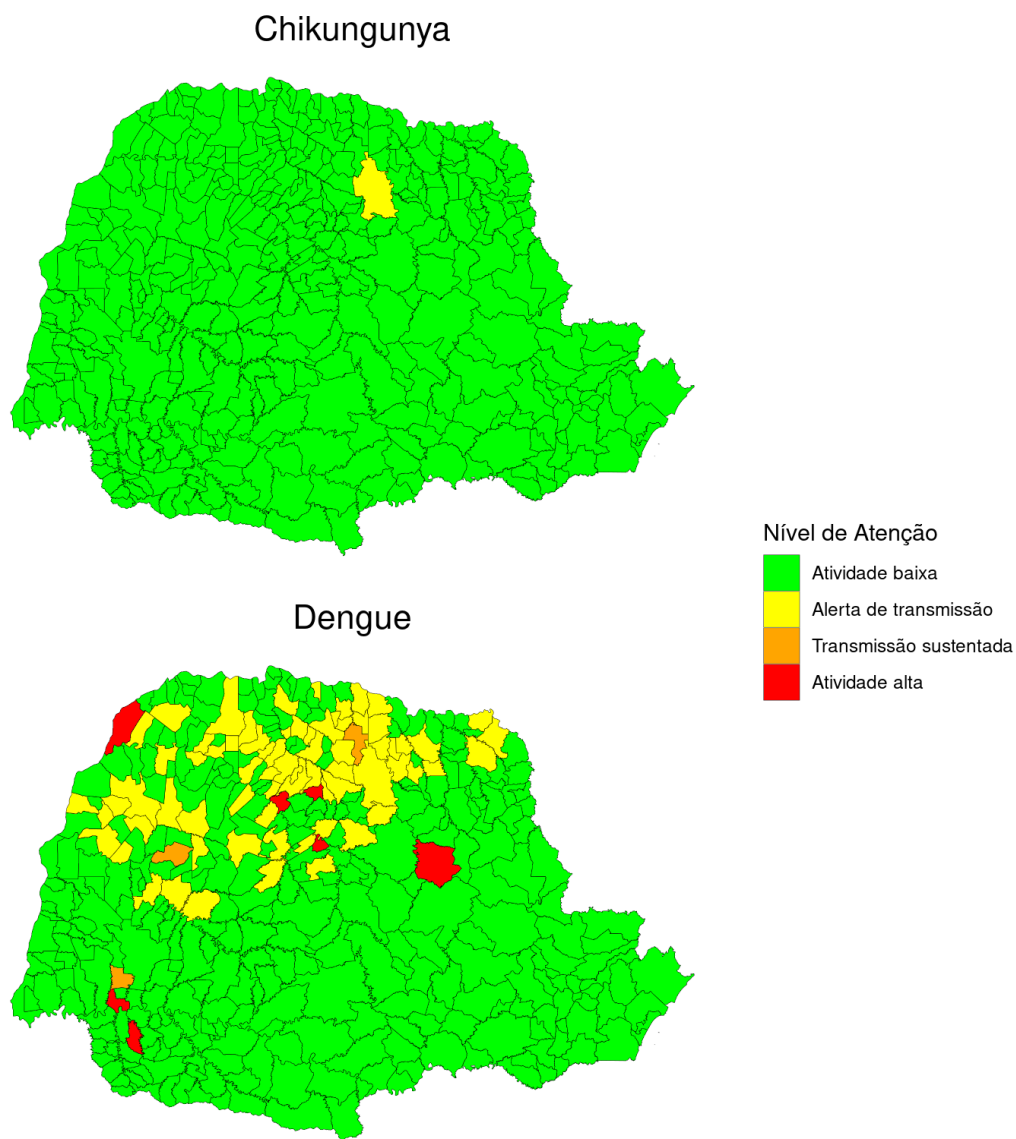 Chikungunya
Nível de Atenção
Atividade baixa
Alerta de transmissão
Transmissão sustentada
Atividade alta
Dengue